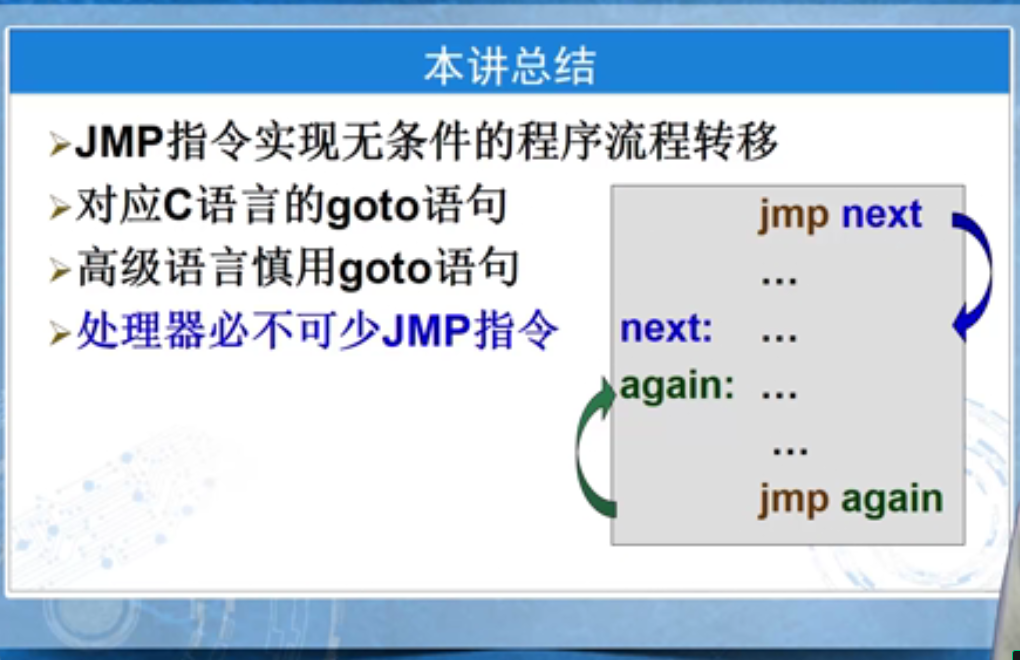 本讲总结
➢JMP指令实现无条件的程序流程转移
➢对应C语言的goto语句
➢高级语言慎用goto语句
➢处理器必不可少JMP指令
jmp next
…
next: …
again: …
…
jmp again